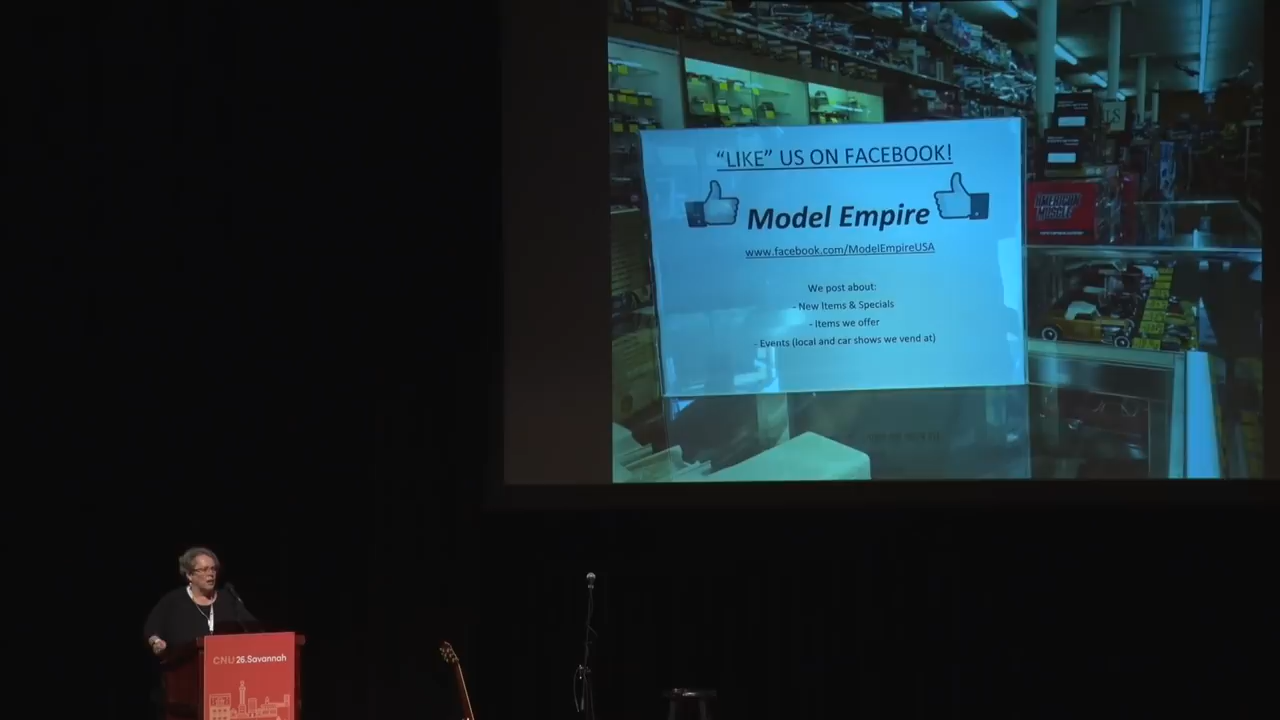 "LIKE" US ON FACEBOOK!
Model Empire
www.facebook.com/ModelEmpireUSA
We post about:
- New Items & Specials
- Items we offer
- Events (local and car shows we vend at)
AMERICAN
MUSCLE
CNU 26.Savannah